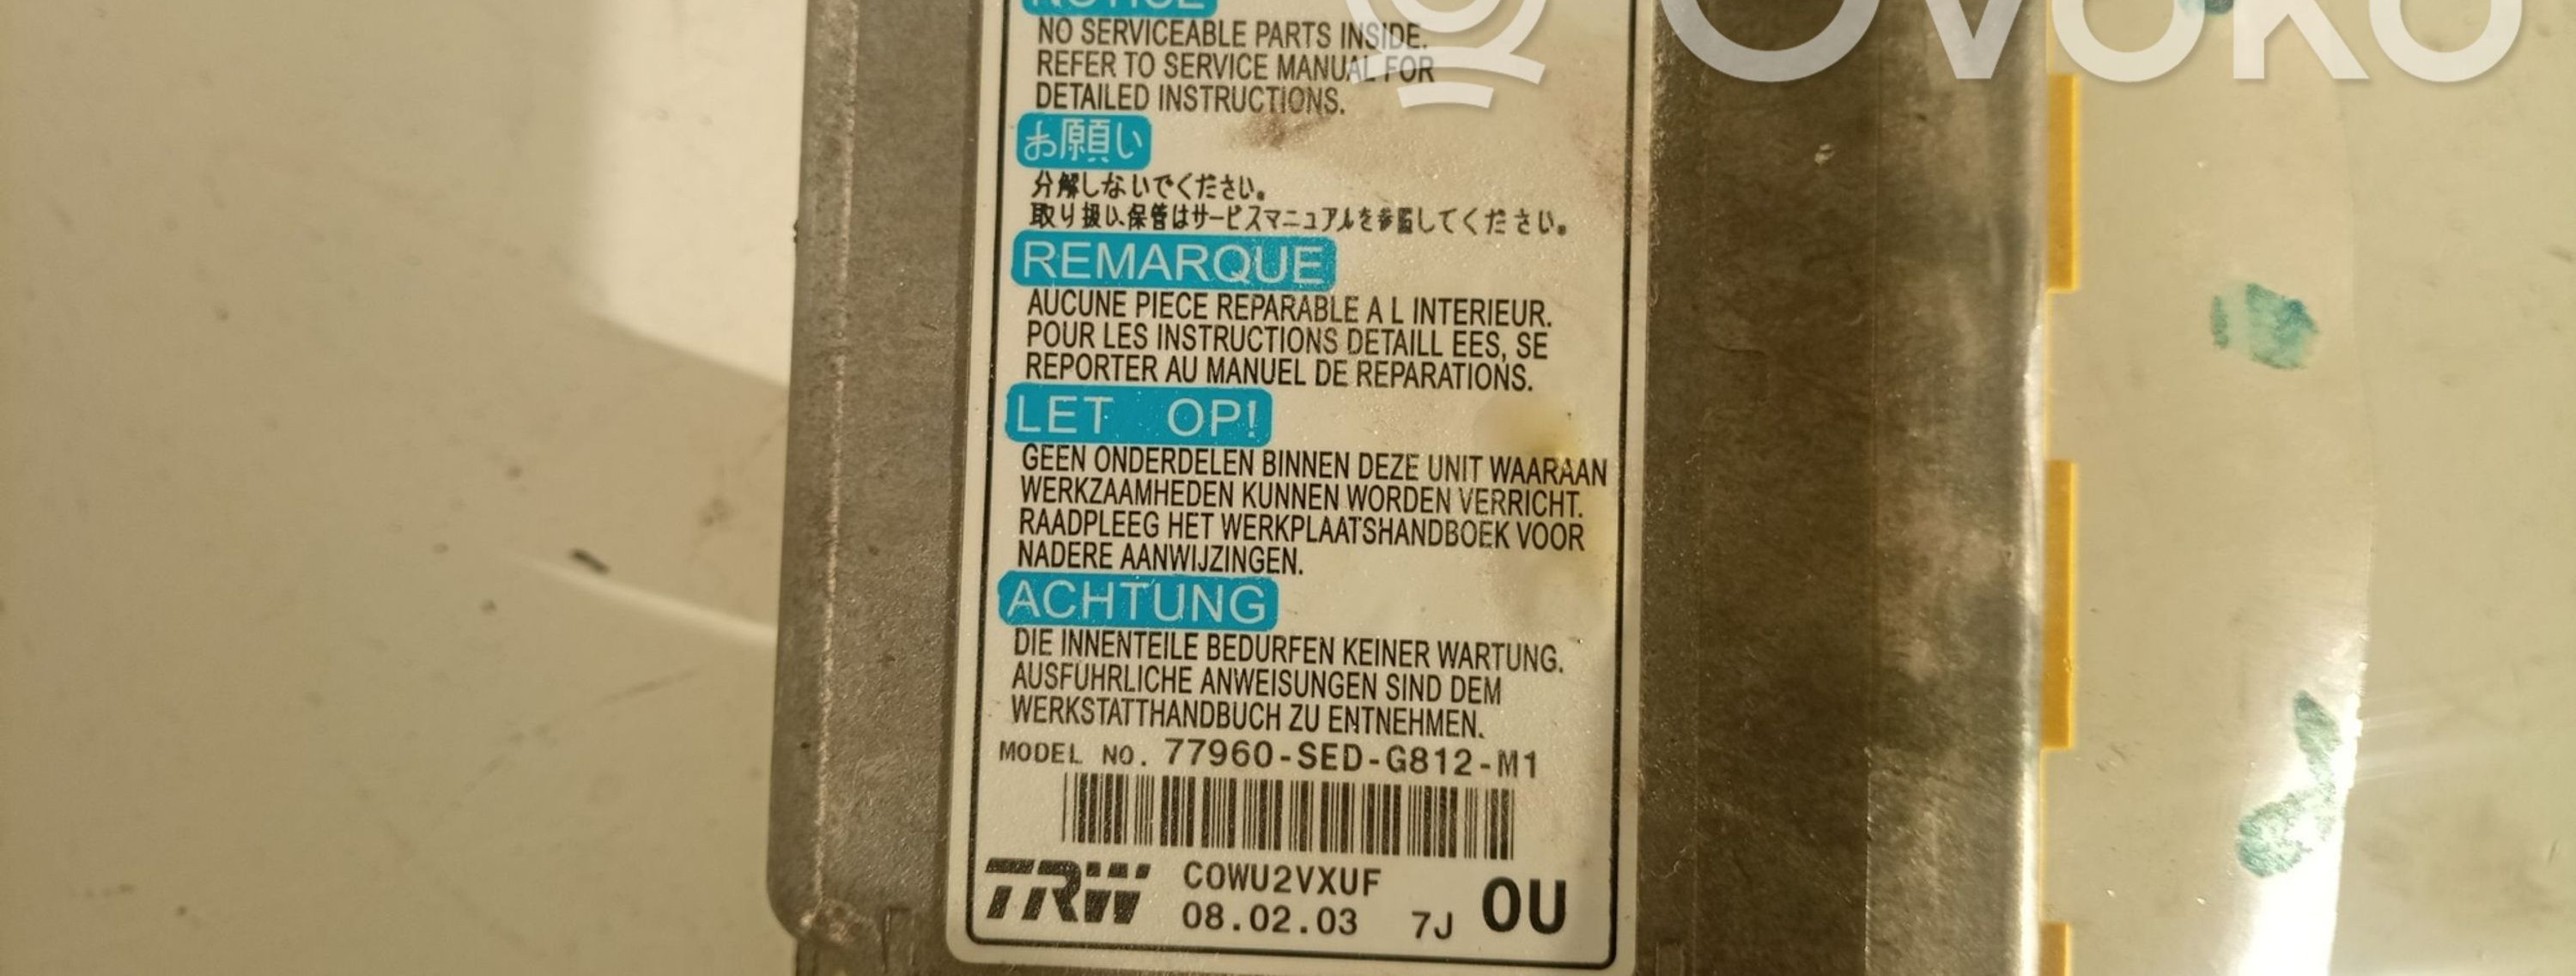 NOTICE
OVOKO
NO SERVICEABLE PARTS INSIDE.
REFER TO SERVICE MANUAL FOR
DETAILED INSTRUCTIONS.
お願い
分解しないでください。
取り扱い、保管はサービスマニュアルを参照してください。
REMARQUE
AUCUNE PIECE REPARABLE A L INTERIEUR.
POUR LES INSTRUCTIONS DETAILL EES, SE
REPORTER AU MANUEL DE REPARATIONS.
LET OP!
GEEN ONDERDELEN BINNEN DEZE UNIT WAARAAN
WERKZAAMHEDEN KUNNEN WORDEN VERRICHT.
RAADPLEEG HET WERKPLAATSHANDBOEK VOOR
NADERE AANWIJZINGEN.
ACHTUNG
DIE INNENTEILE BEDURFEN KEINER WARTUNG.
AUSFUHRLICHE ANWEISUNGEN SIND DEM
WERKSTATTHANDBUCH ZU ENTNEHMEN.
MODEL NO. 77960-SED-G812-M1
TRW
COWU2VXUF
08.02.03 7J OU